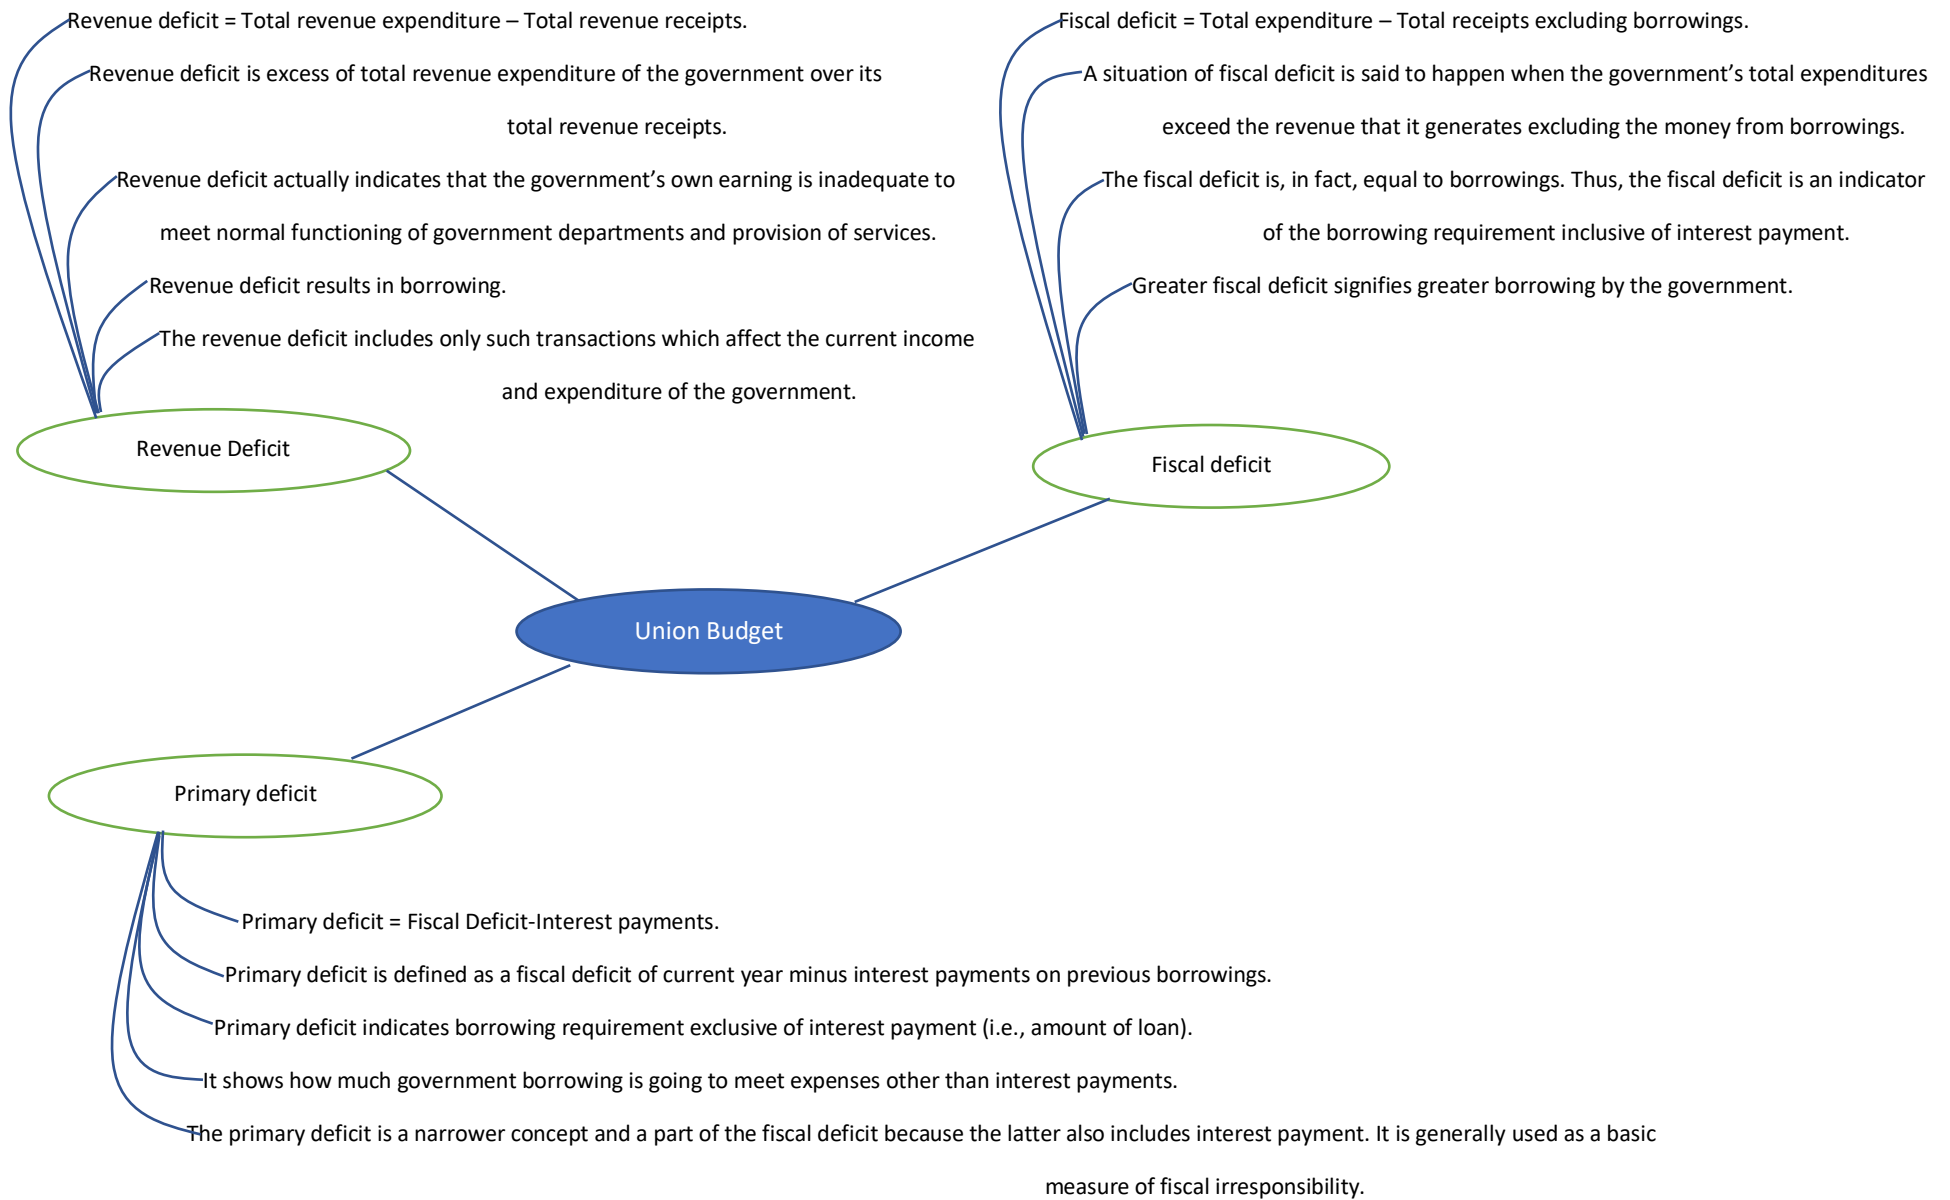 Revenue deficit = Total revenue expenditure – Total revenue receipts.
Revenue deficit is excess of total revenue expenditure of the government over its
total revenue receipts.
Revenue deficit actually indicates that the government’s own earning is inadequate to
meet normal functioning of government departments and provision of services.
Revenue deficit results in borrowing.
The revenue deficit includes only such transactions which affect the current income
and expenditure of the government.
Revenue Deficit
Fiscal deficit = Total expenditure – Total receipts excluding borrowings.
A situation of fiscal deficit is said to happen when the government’s total expenditures
exceed the revenue that it generates excluding the money from borrowings.
The fiscal deficit is, in fact, equal to borrowings. Thus, the fiscal deficit is an indicator
of the borrowing requirement inclusive of interest payment.
Greater fiscal deficit signifies greater borrowing by the government.
Fiscal deficit
Union Budget
Primary deficit
Primary deficit = Fiscal Deficit-Interest payments.
Primary deficit is defined as a fiscal deficit of current year minus interest payments on previous borrowings.
Primary deficit indicates borrowing requirement exclusive of interest payment (i.e., amount of loan).
It shows how much government borrowing is going to meet expenses other than interest payments.
The primary deficit is a narrower concept and a part of the fiscal deficit because the latter also includes interest payment. It is generally used as a basic
measure of fiscal irresponsibility.